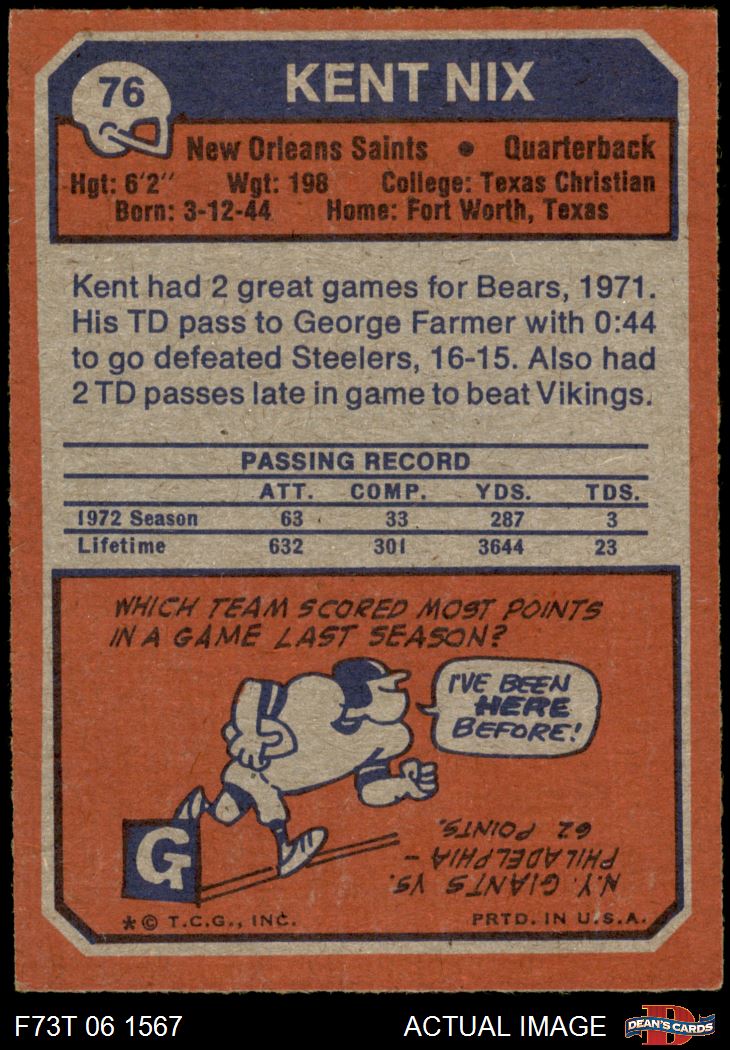 76
KENT NIX
New Orleans Saints • Quarterback
Hgt: 6'2" Wgt: 198 College: Texas Christian
Born: 3-12-44 Home: Fort Worth, Texas
Kent had 2 great games for Bears, 1971.
His TD pass to George Farmer with 0:44
to go defeated Steelers, 16-15. Also had
2 TD passes late in game to beat Vikings.
PASSING RECORD
ATT. COMP. YDS. TDS.
1972 Season 63 33 287 3
Lifetime 632 301 3644 23
WHICH TEAM SCORED MOST POINTS
IN A GAME LAST SEASON?
I'VE BEEN
HERE
BEFORE!
G
N.Y. GIANTS VS.
PHILADELPHIA –
62 POINTS.
* © T.C.G., INC. PRTD. IN U.S.A.
F73T 06 1567 ACTUAL IMAGE
D
DEAN'S CARDS